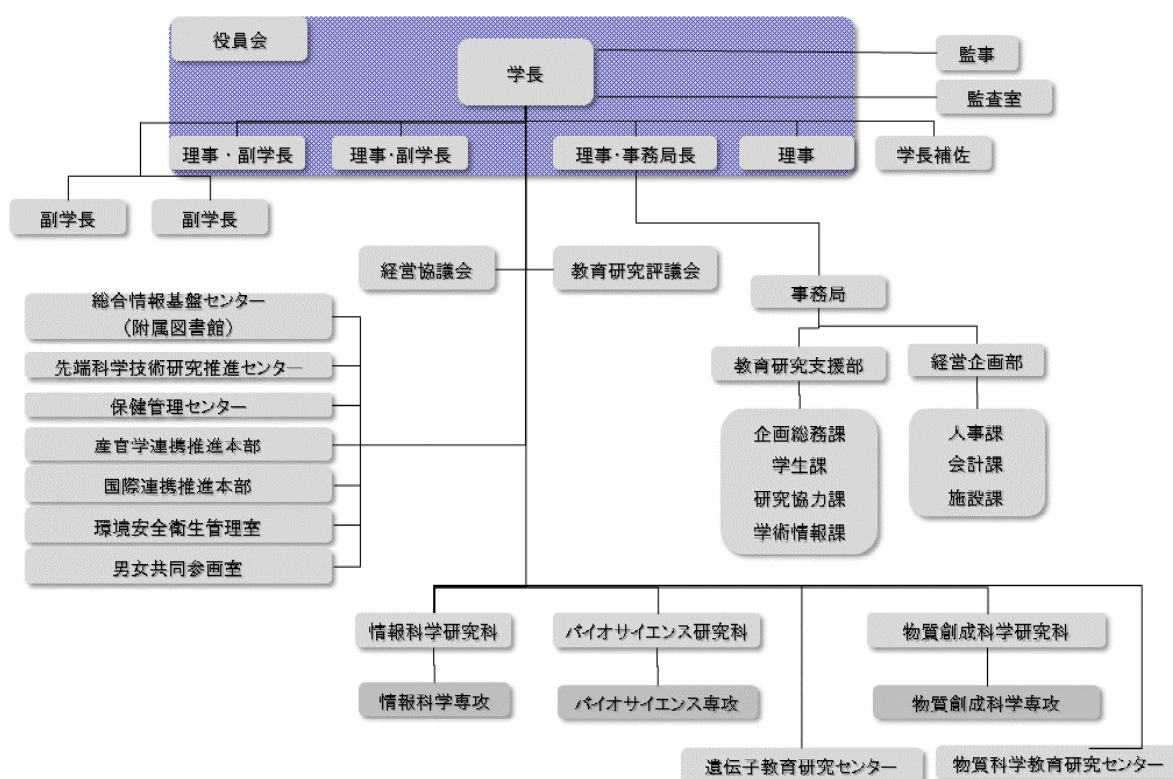 役員会
学長
監事
監査室
理事・副学長
理事・副学長
理事・事務局長
理事
学長補佐
副学長
副学長
経営協議会
教育研究評議会
事務局
総合情報基盤センター
(附属図書館)
先端科学技術研究推進センター
保健管理センター
産官学連携推進本部
国際連携推進本部
環境安全衛生管理室
男女共同参画室
教育研究支援部
経営企画部
企画総務課
学生課
研究協力課
学術情報課
人事課
会計課
施設課
情報科学研究科
バイオサイエンス研究科
物質創成科学研究科
情報科学専攻
バイオサイエンス専攻
物質創成科学専攻
遺伝子教育研究センター
物質科学教育研究センター